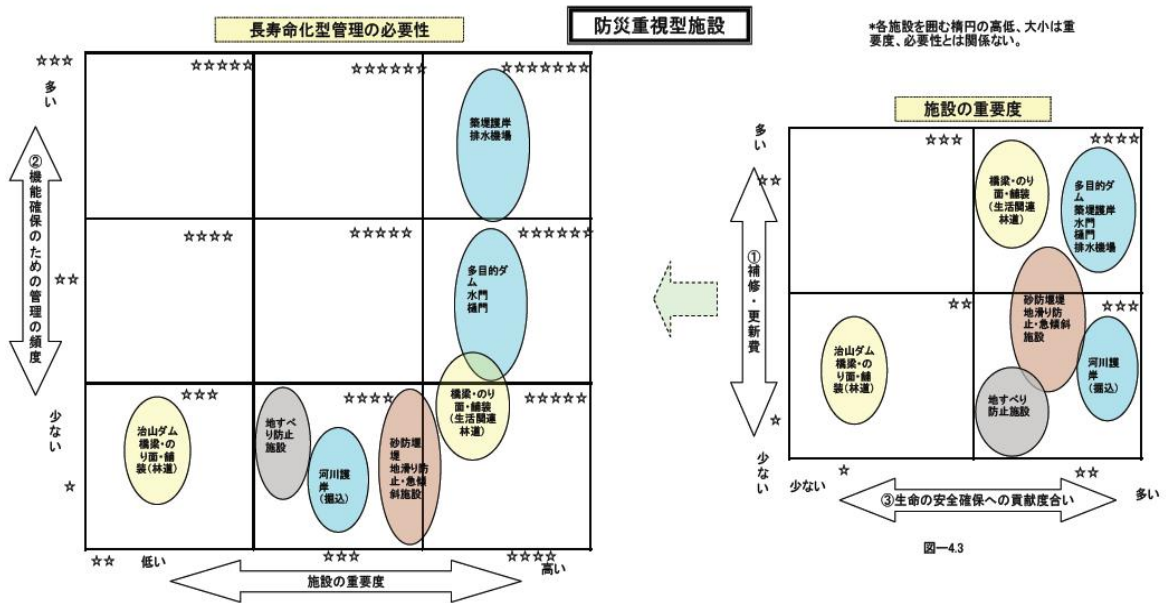 防災重視型施設
長寿命化型管理の必要性
*各施設を囲む楕円の高低、大小は重
要度、必要性とは関係ない。
☆☆☆
多い
②機能確保のための管理の頻度
☆☆
少ない
☆
☆☆☆☆☆
☆☆☆☆☆☆
☆☆☆☆☆☆☆
築堤護岸
排水機場
☆☆☆☆
☆☆☆☆☆
☆☆☆☆☆☆
多目的ダ
ム
水門
樋門
☆☆☆
☆☆☆☆
☆☆☆☆☆
治山ダム
橋梁・の
り面・舗
装(林道)
地すべ
り防止
施設
河川護
岸
(掘込)
砂防堰
堤
地滑り防
止・急傾
斜施設
橋梁・のり
面・舗装
(生活関連
林道)
☆☆
低い
☆☆☆
☆☆☆☆
高い
施設の重要度
施設の重要度
多い
☆☆
①補修・更新費
☆
少ない
☆☆☆
☆☆☆☆
橋梁・のり
面・舗装
(生活関連
林道)
多目的ダ
ム
築堤護岸
水門
樋門
排水機場
☆☆
☆☆☆
治山ダム
橋梁・の
り面・舗
装(林道)
砂防堰堤
地滑り防
止・急傾斜
施設
河川護
岸
(掘込)
地すべり
防止施設
☆
☆☆
少ない
③生命の安全確保への貢献度合い
多い
図－4.3